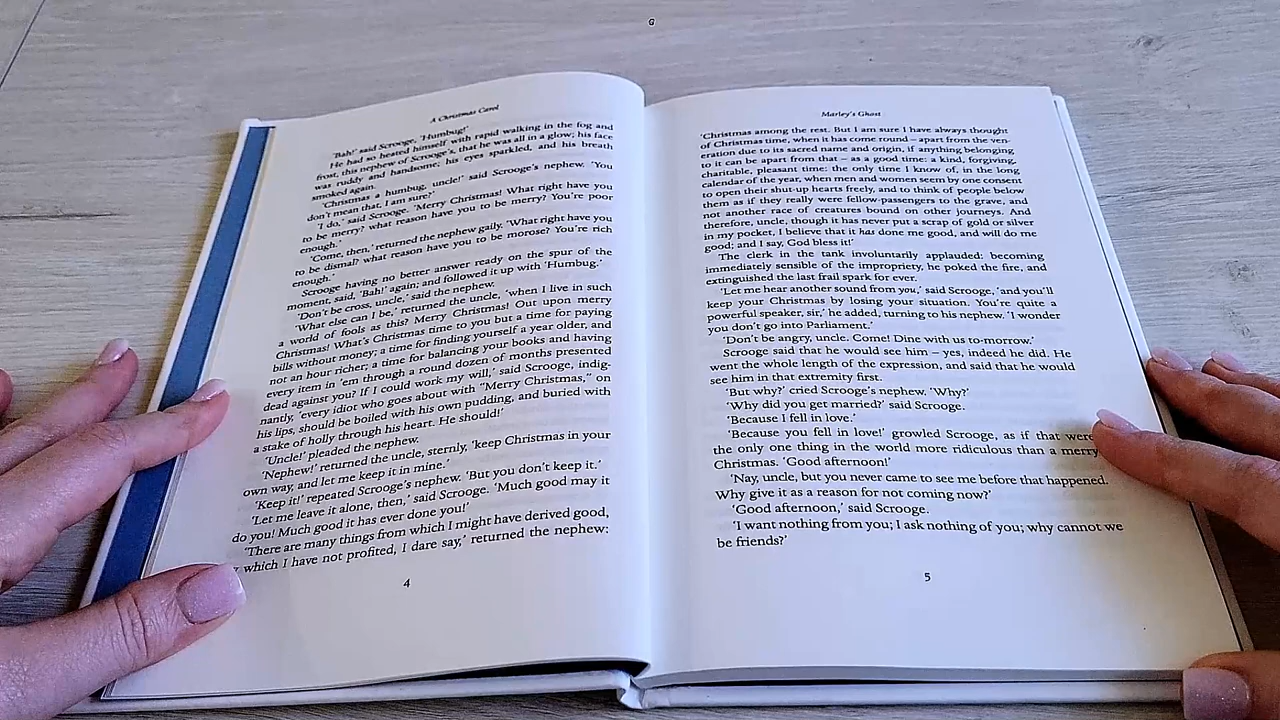 G
A Christmas Carol
'Bah!' said Scrooge, 'Humbug!'
He had so heated himself with rapid walking in the fog and
frost, this nephew of Scrooge's, that he was all in a glow; his face
was ruddy and handsome; his eyes sparkled, and his breath
smoked again.
'Christmas a humbug, uncle!' said Scrooge's nephew. 'You
don't mean that, I am sure?'
'I do,' said Scrooge. 'Merry Christmas! What right have you
to be merry? what reason have you to be merry? You're poor
enough.'
'Come, then,' returned the nephew gaily. 'What right have you
to be dismal? what reason have you to be morose? You're rich
enough.'
Scrooge having no better answer ready on the spur of the
moment, said, 'Bah!' again; and followed it up with 'Humbug.'
'Don't be cross, uncle,' said the nephew.
'What else can I be,' returned the uncle, 'when I live in such
a world of fools as this? Merry Christmas! Out upon merry
Christmas! What's Christmas time to you but a time for paying
bills without money; a time for finding yourself a year older, and
not an hour richer; a time for balancing your books and having
every item in 'em through a round dozen of months presented
dead against you? If I could work my will,' said Scrooge, indig-
nantly, 'every idiot who goes about with "Merry Christmas," on
his lips, should be boiled with his own pudding, and buried with
a stake of holly through his heart. He should!'
'Uncle!' pleaded the nephew.
'Nephew!' returned the uncle, sternly, 'keep Christmas in your
own way, and let me keep it in mine.'
'Keep it!' repeated Scrooge's nephew. 'But you don't keep it.'
'Let me leave it alone, then,' said Scrooge. 'Much good may it
do you! Much good it has ever done you!'
'There are many things from which I might have derived good,
which I have not profited, I dare say,' returned the nephew:
4
Marley's Ghost
'Christmas among the rest. But I am sure I have always thought
of Christmas time, when it has come round – apart from the ven-
eration due to its sacred name and origin, if anything belonging
to it can be apart from that – as a good time: a kind, forgiving,
charitable, pleasant time: the only time I know of, in the long
calendar of the year, when men and women seem by one consent
to open their shut-up hearts freely, and to think of people below
them as if they really were fellow-passengers to the grave, and
not another race of creatures bound on other journeys. And
therefore, uncle, though it has never put a scrap of gold or silver
in my pocket, I believe that it has done me good, and will do me
good; and I say, God bless it!'
The clerk in the tank involuntarily applauded: becoming
immediately sensible of the impropriety, he poked the fire, and
extinguished the last frail spark for ever.
'Let me hear another sound from you,' said Scrooge, 'and you'll
keep your Christmas by losing your situation. You're quite a
powerful speaker, sir,' he added, turning to his nephew. 'I wonder
you don't go into Parliament.'
'Don't be angry, uncle. Come! Dine with us to-morrow.'
Scrooge said that he would see him – yes, indeed he did. He
went the whole length of the expression, and said that he would
see him in that extremity first.
'But why?' cried Scrooge's nephew. 'Why?'
'Why did you get married?' said Scrooge.
'Because I fell in love.'
'Because you fell in love!' growled Scrooge, as if that were
the only one thing in the world more ridiculous than a merry
Christmas. 'Good afternoon!'
'Nay, uncle, but you never came to see me before that happened.
Why give it as a reason for not coming now?'
'Good afternoon,' said Scrooge.
'I want nothing from you; I ask nothing of you; why cannot we
be friends?'
5